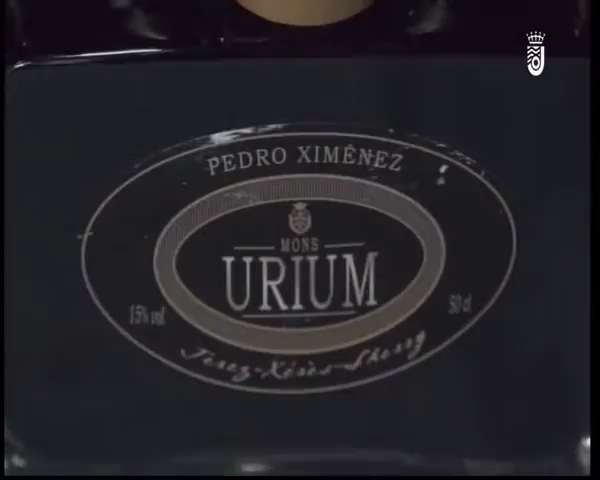 PEDRO XIMÉNEZ
MONS
URIUM
15% vol
50 cl
Jerez-Xérès-Sherry